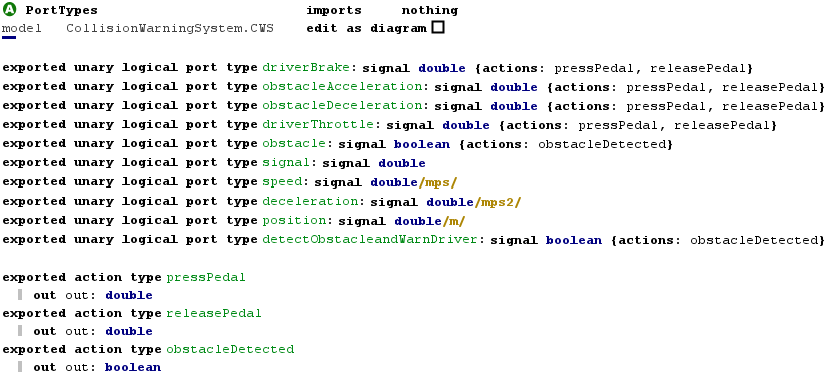 A PortTypes imports nothing
model CollisionWarningSystem.CWS edit as diagram
exported unary logical port type driverBrake: signal double {actions: pressPedal, releasePedal}
exported unary logical port type obstacleAcceleration: signal double {actions: pressPedal, releasePedal}
exported unary logical port type obstacleDeceleration: signal double {actions: pressPedal, releasePedal}
exported unary logical port type driverThrottle: signal double {actions: pressPedal, releasePedal}
exported unary logical port type obstacle: signal boolean {actions: obstacleDetected}
exported unary logical port type signal: signal double
exported unary logical port type speed: signal double/mps/
exported unary logical port type deceleration: signal double/mps2/
exported unary logical port type position: signal double/m/
exported unary logical port type detectObstacleandWarnDriver: signal boolean {actions: obstacleDetected}
exported action type pressPedal
out out: double
exported action type releasePedal
out out: double
exported action type obstacleDetected
out out: boolean